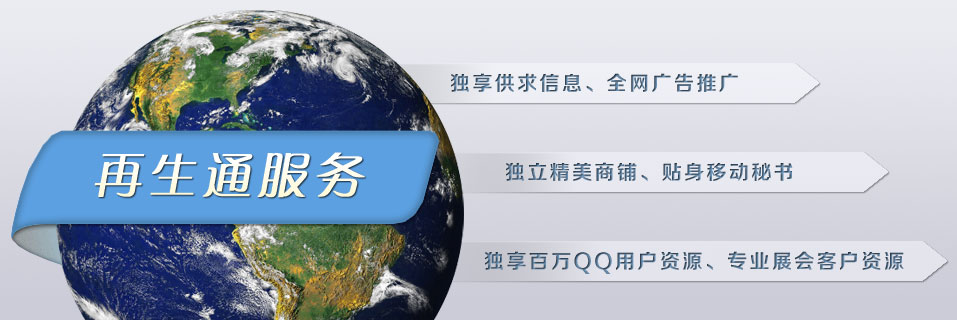 独享供求信息、全网广告推广
再生通服务
独立精美商铺、贴身移动秘书
独享百万QQ用户资源、专业展会客户资源